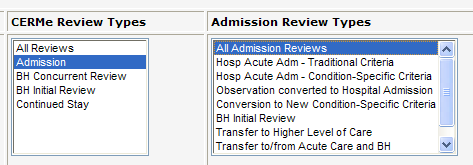 CERMe Review Types
All Reviews
Admission
BH Concurrent Review
BH Initial Review
Continued Stay
Admission Review Types
All Admission Reviews
Hosp Acute Adm - Traditional Criteria
Hosp Acute Adm - Condition-Specific Criteria
Observation converted to Hospital Admission
Conversion to New Condition-Specific Criteria
BH Initial Review
Transfer to Higher Level of Care
Transfer to/from Acute Care and BH